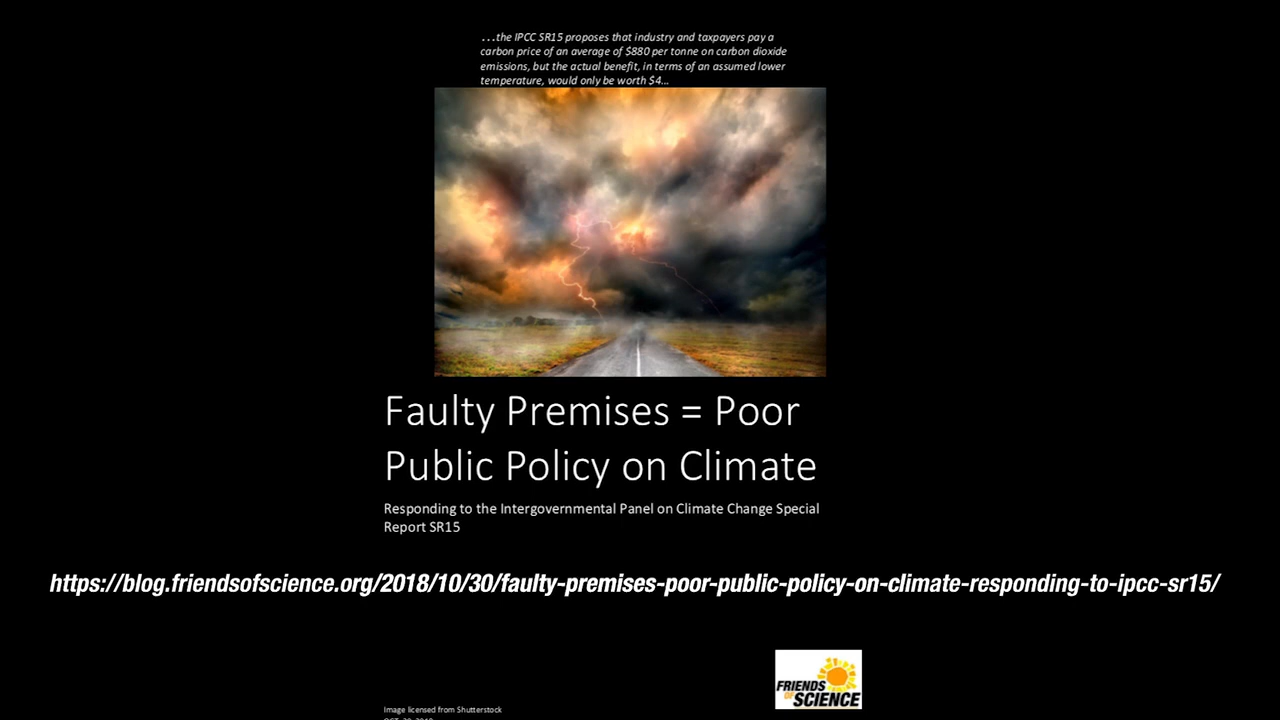 ...the IPCC SR15 proposes that industry and taxpayers pay a
carbon price of an average of $880 per tonne on carbon dioxide
emissions, but the actual benefit, in terms of an assumed lower
temperature, would only be worth $4...
Faulty Premises = Poor
Public Policy on Climate
Responding to the Intergovernmental Panel on Climate Change Special
Report SR15
https://blog.friendsofscience.org/2018/10/30/faulty-premises-poor-public-policy-on-climate-responding-to-ipcc-sr15/
FRIENDS
OF SCIENCE
Image licensed from Shutterstock